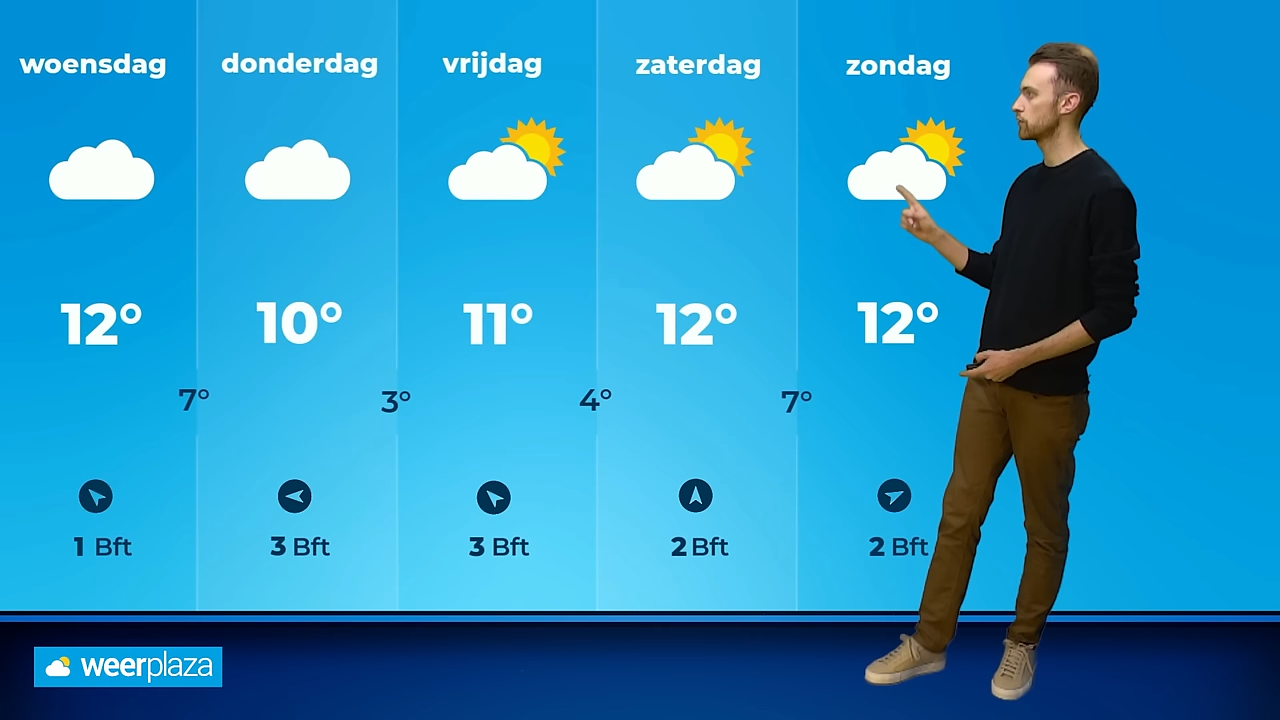 woensdag donderdag vrijdag zaterdag zondag
12° 10° 11° 12° 12°
7° 3° 4° 7°
1 Bft 3 Bft 3 Bft 2 Bft 2 Bft
weerplaza